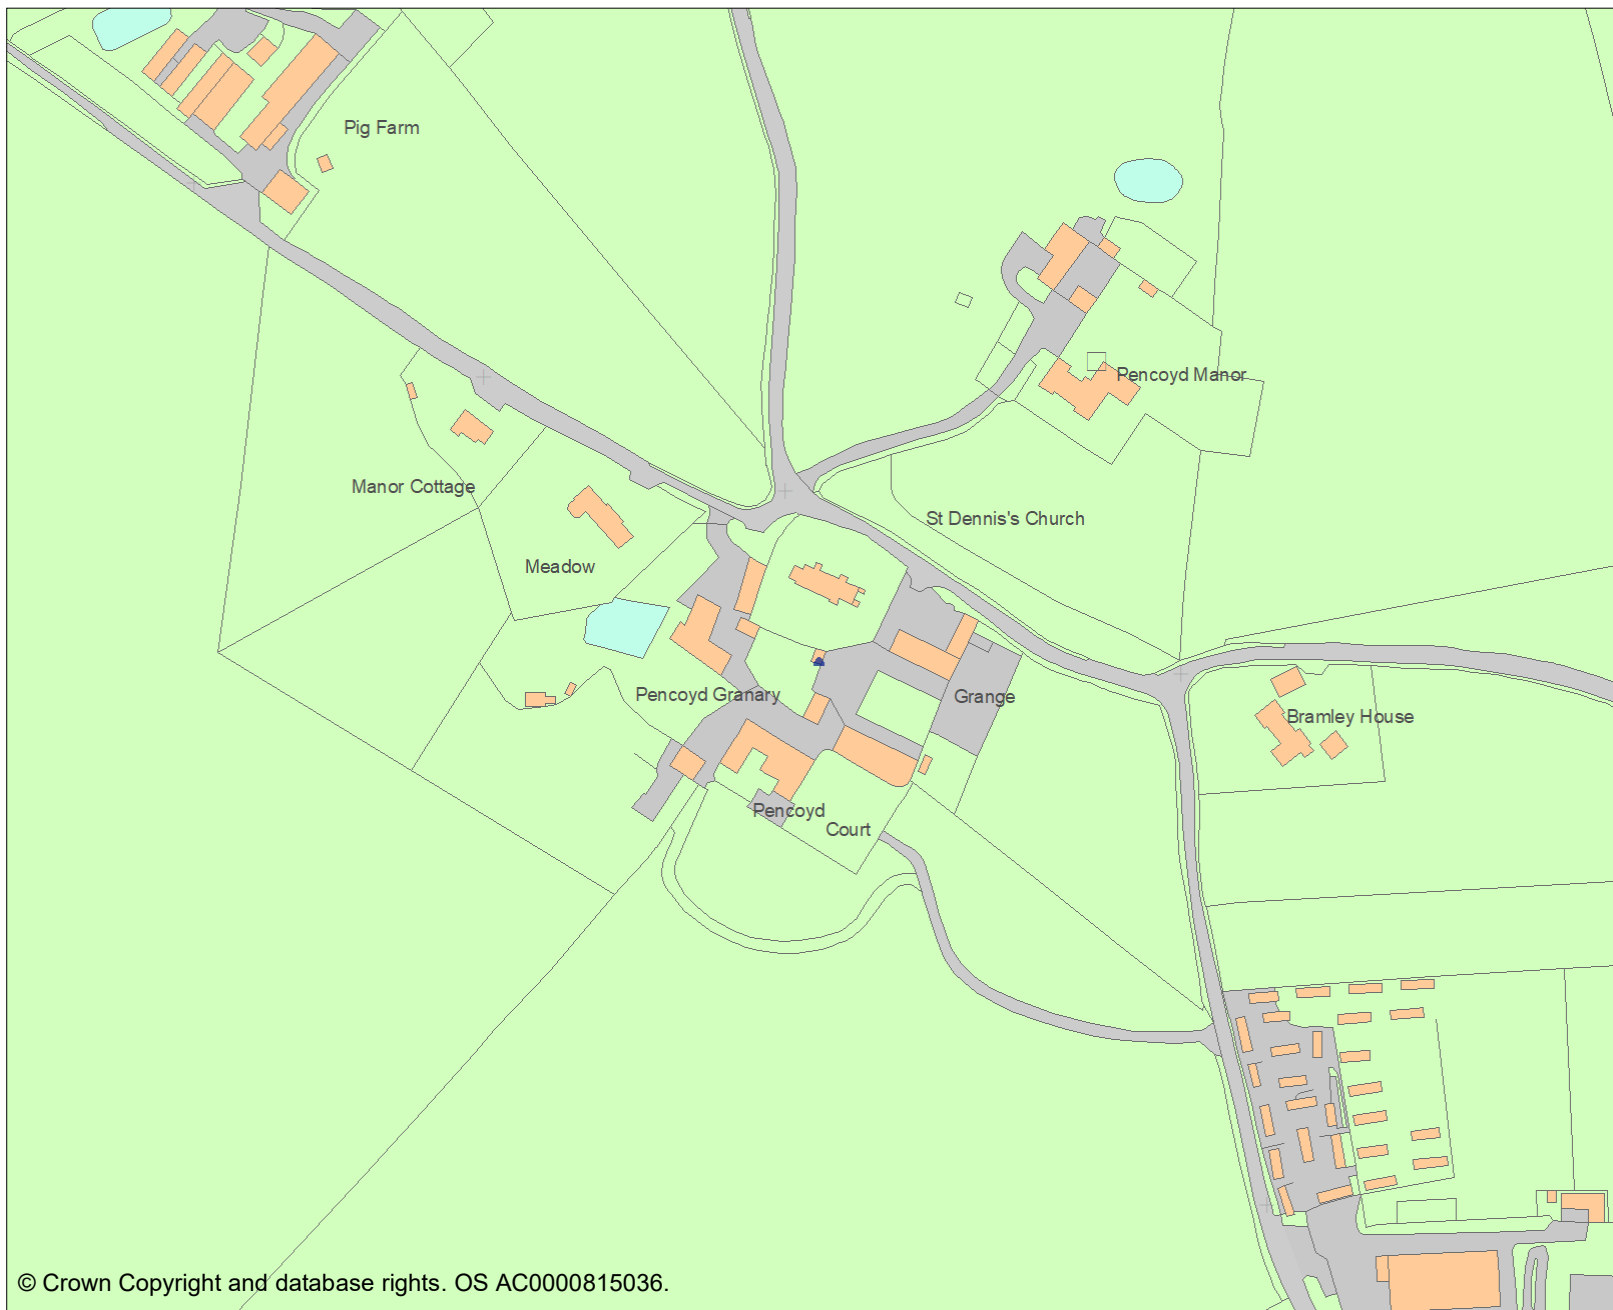 Pig Farm
Pencoyd Manor
Manor Cottage
St Dennis's Church
Meadow
Pencoyd Granary
Grange
Bramley House
Pencoyd
Court
© Crown Copyright and database rights. OS AC0000815036.